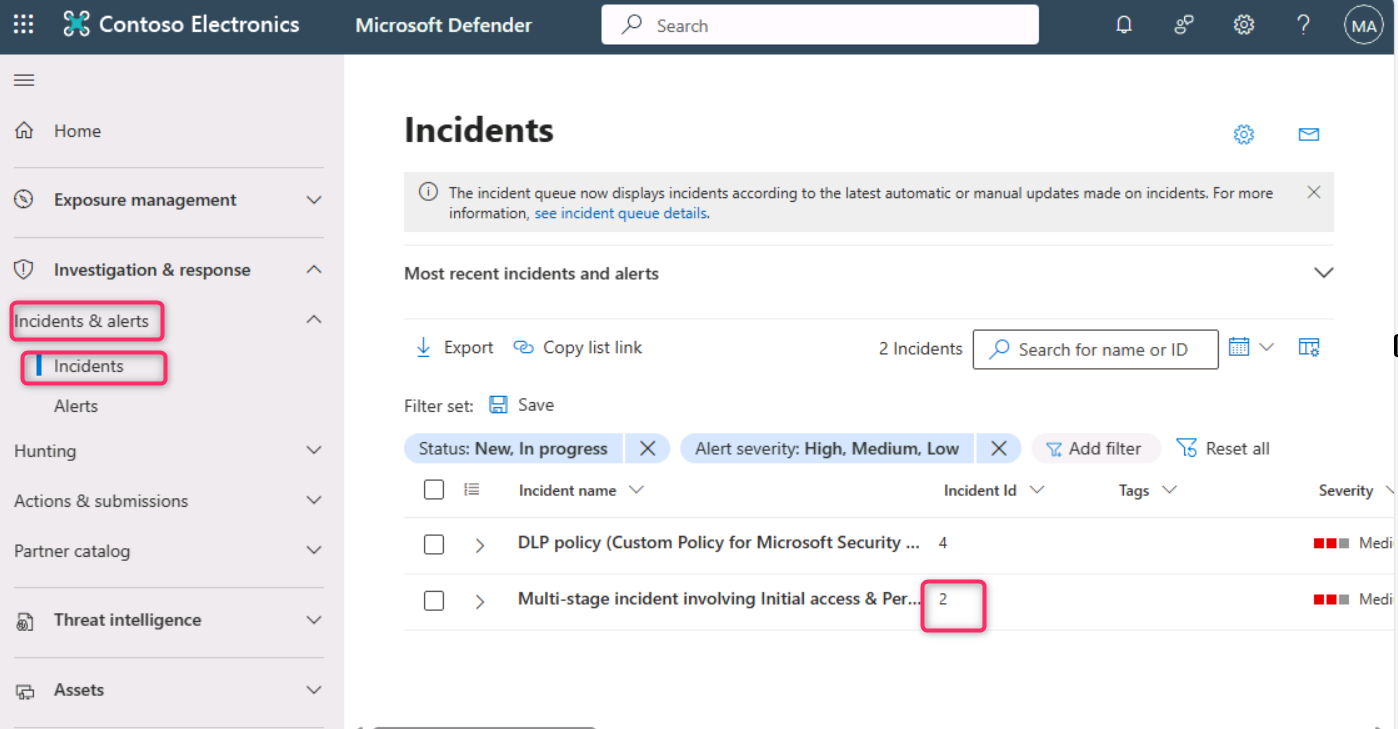 Contoso Electronics
Microsoft Defender
Search
MA
Home
Exposure management
Investigation & response
Incidents & alerts
Incidents
Alerts
Hunting
Actions & submissions
Partner catalog
Threat intelligence
Assets
Incidents
The incident queue now displays incidents according to the latest automatic or manual updates made on incidents. For more
information, see incident queue details.
Most recent incidents and alerts
Export
Copy list link
2 Incidents
Search for name or ID
Filter set:
Save
Status: New, In progress
Alert severity: High, Medium, Low
Add filter
Reset all
Incident name
Incident Id
Tags
Severity
DLP policy (Custom Policy for Microsoft Security ...
4
Medi
Multi-stage incident involving Initial access & Per...
2
Medi